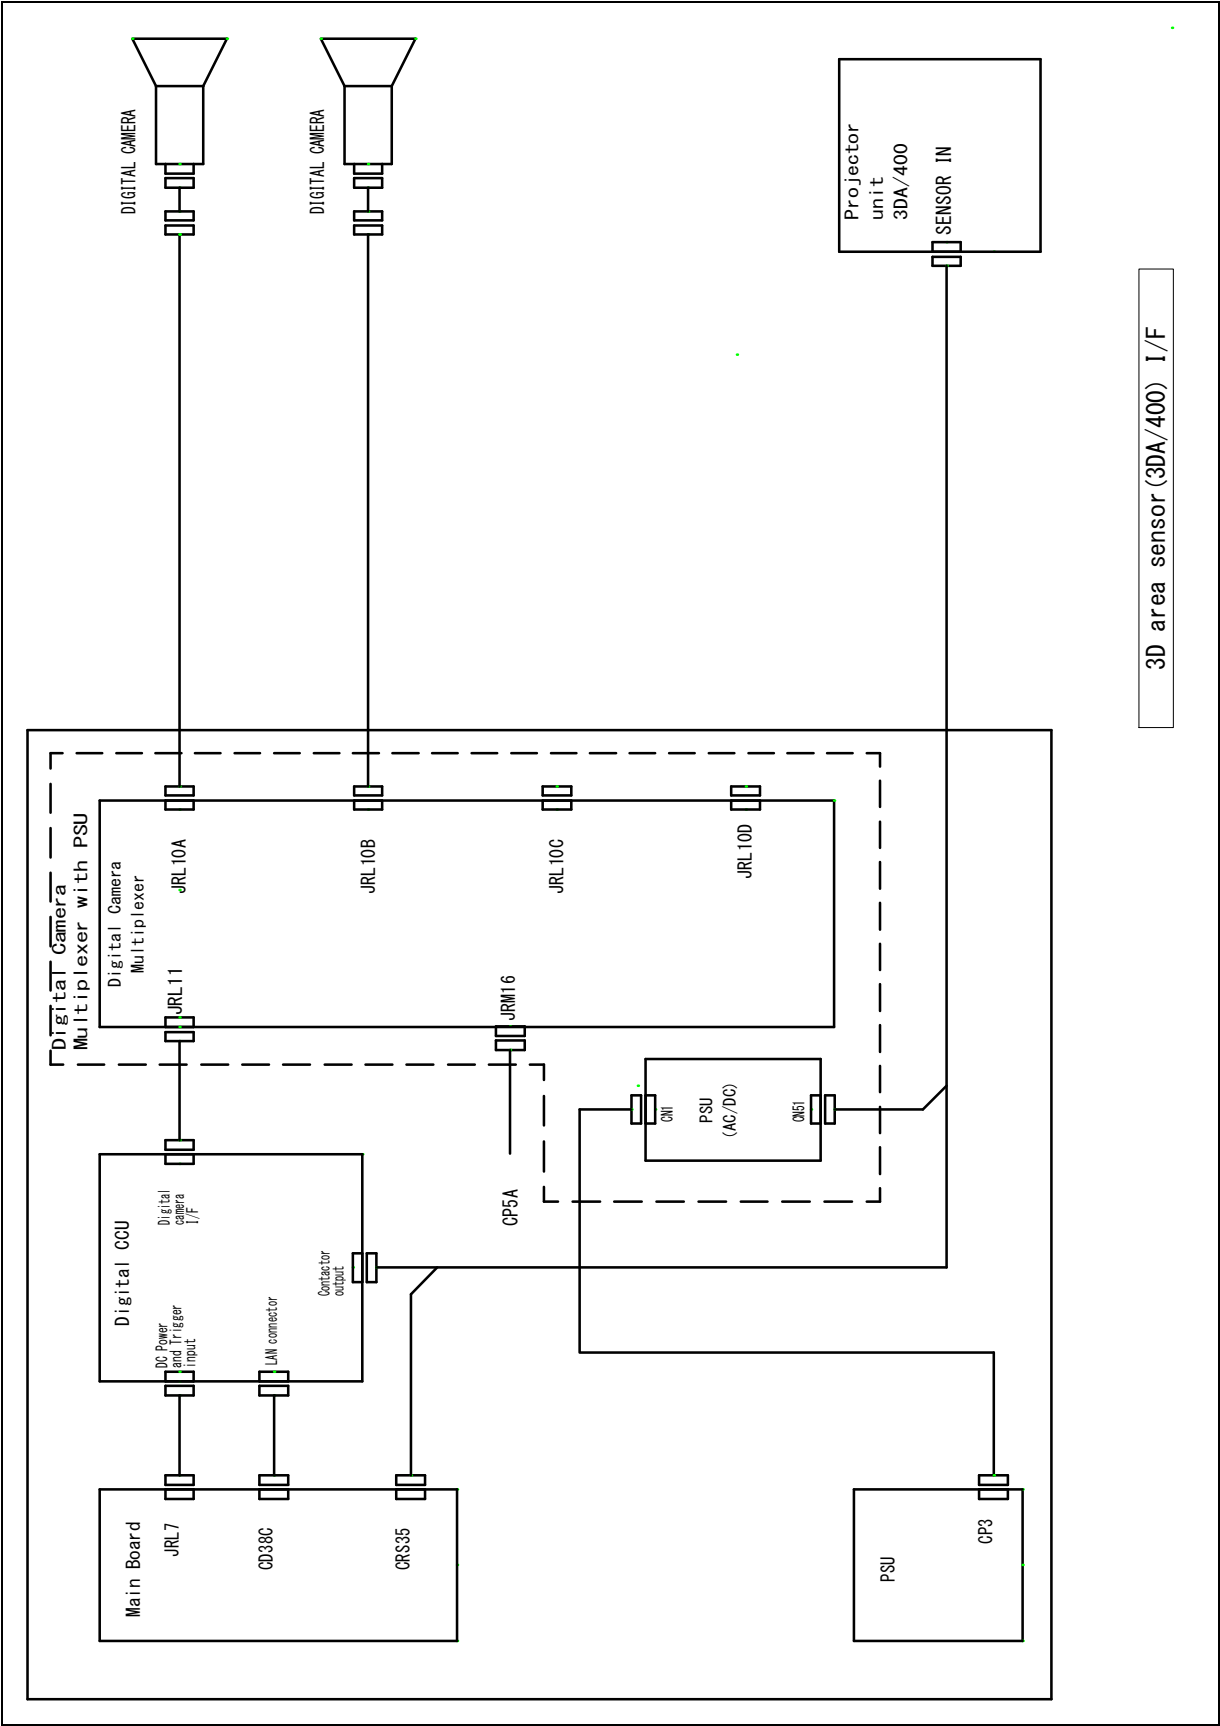 Main Board
JRL7
CD38C
CRS35
PSU
CP3
Digital CCU
DC Power
and Trigger
input
LAN connector
Contactor
output
Digital
camera
I/F
CP5A
Digital Camera
Multiplexer with PSU
Digital Camera
Multiplexer
JRL11
JRM16
JRL10A
JRL10B
JRL10C
JRL10D
CN1
PSU
(AC/DC)
CN51
DIGITAL CAMERA
DIGITAL CAMERA
Projector
unit
3DA/400
SENSOR IN
3D area sensor(3DA/400) I/F